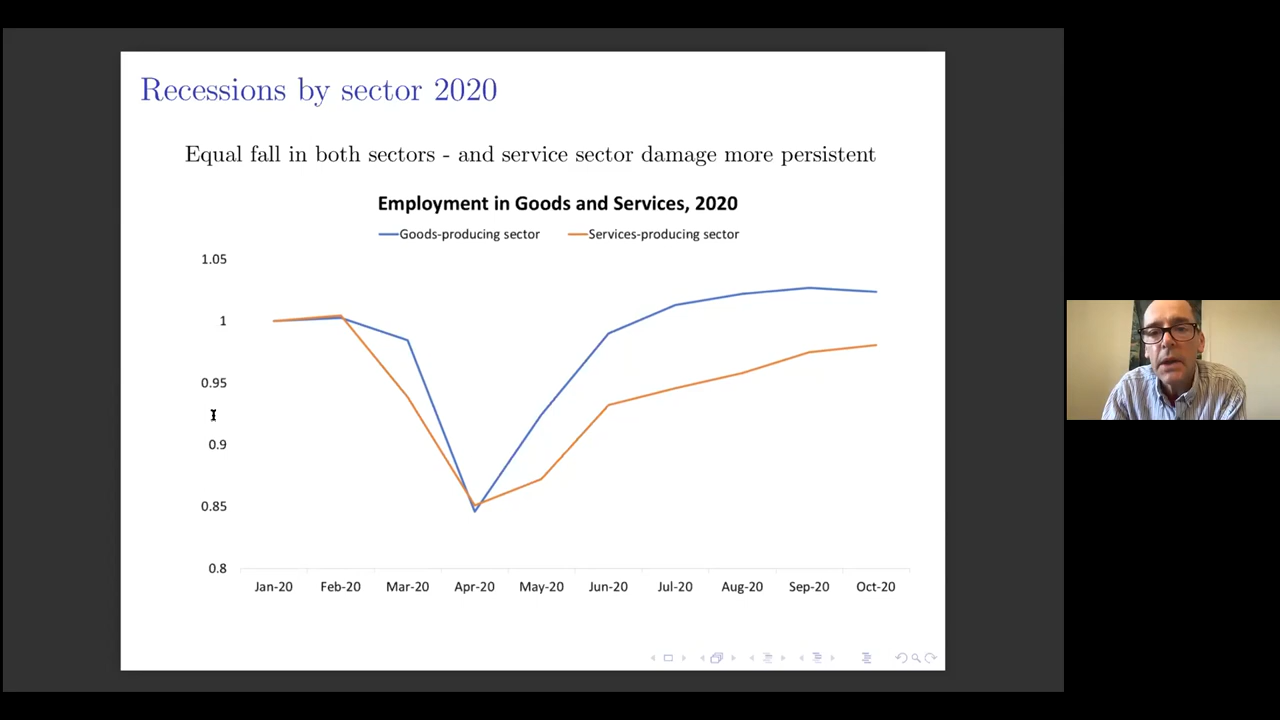 Recessions by sector 2020
Equal fall in both sectors - and service sector damage more persistent
Employment in Goods and Services, 2020
Goods-producing sector Services-producing sector
1.05
1
0.95
0.9
0.85
0.8
Jan-20 Feb-20 Mar-20 Apr-20 May-20 Jun-20 Jul-20 Aug-20 Sep-20 Oct-20